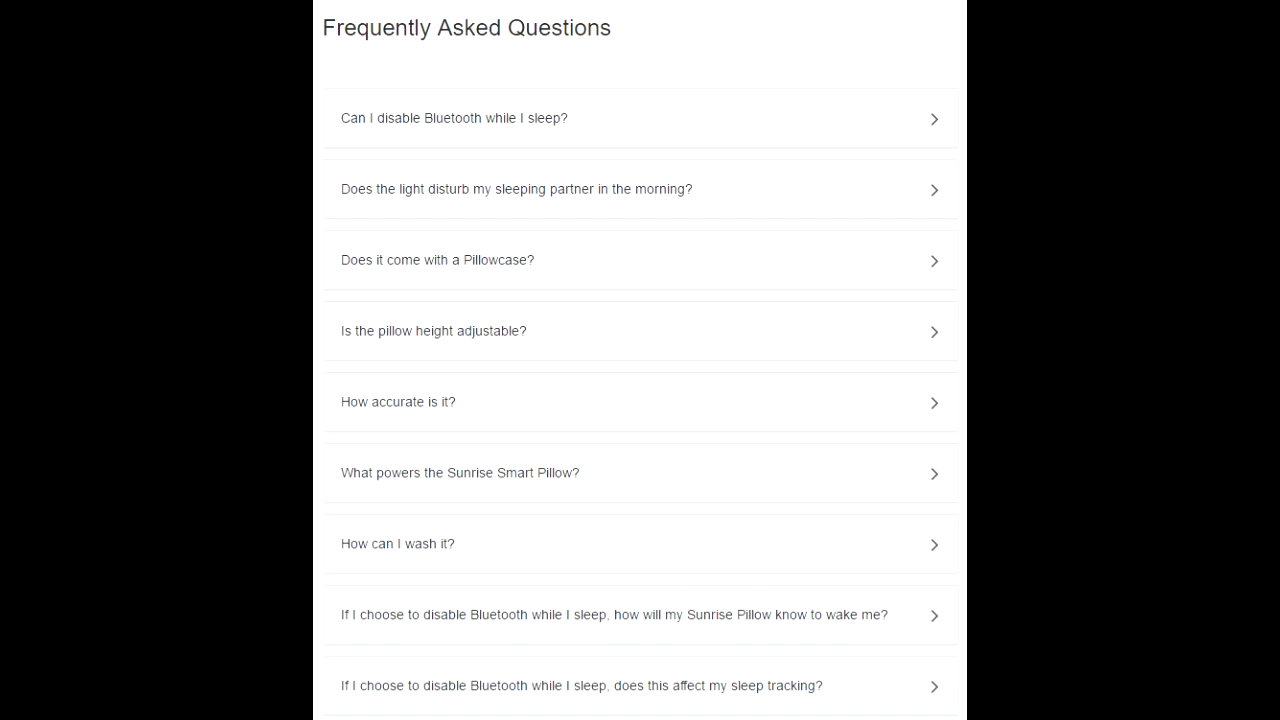 Frequently Asked Questions
Can I disable Bluetooth while I sleep?
Does the light disturb my sleeping partner in the morning?
Does it come with a Pillowcase?
Is the pillow height adjustable?
How accurate is it?
What powers the Sunrise Smart Pillow?
How can I wash it?
If I choose to disable Bluetooth while I sleep, how will my Sunrise Pillow know to wake me?
If I choose to disable Bluetooth while I sleep, does this affect my sleep tracking?